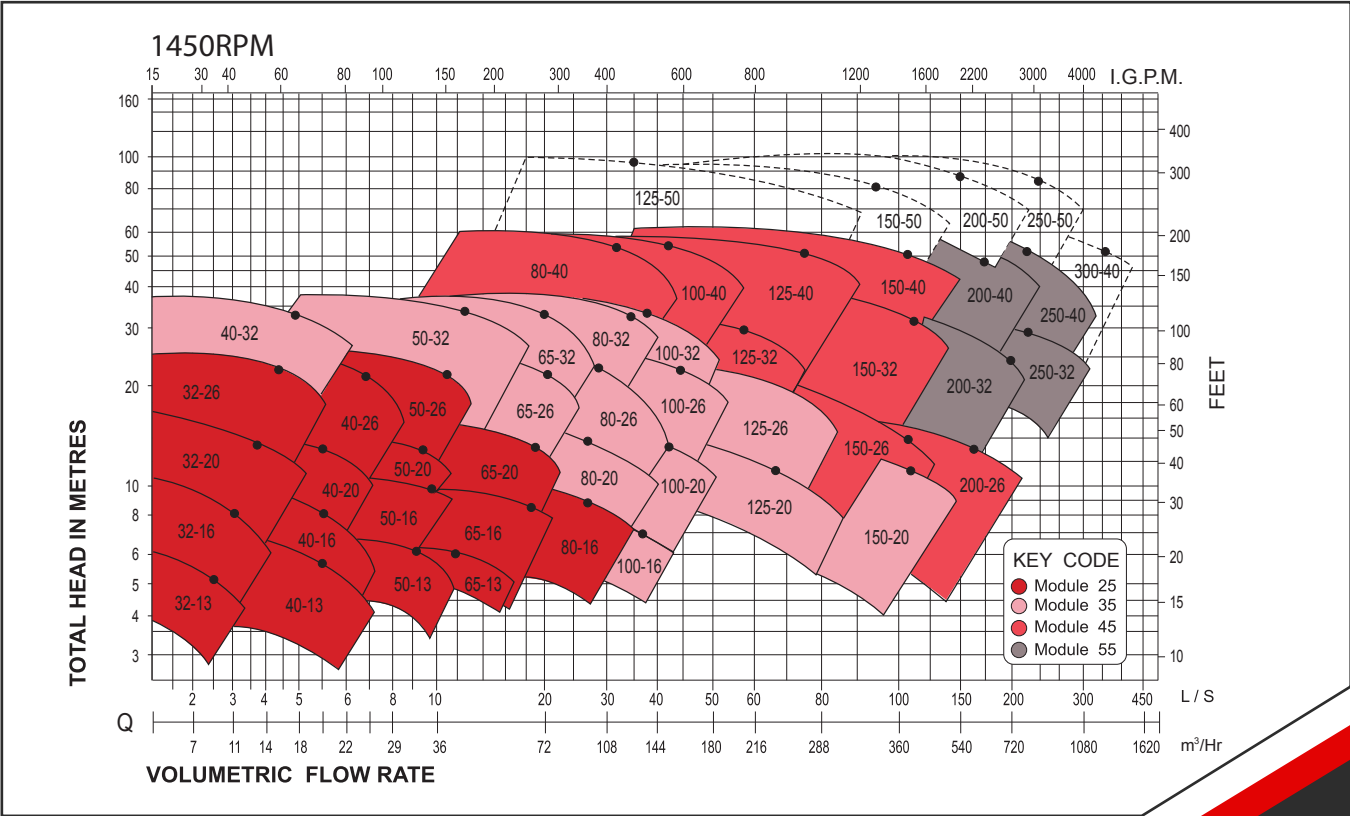 1450RPM
15 30 40 60 80 100 150 200 300 400 600 800 1200 1600 2200 3000 4000 I.G.P.M.
160
100
80
60
50
40
30
20
10
8
6
5
4
3
TOTAL HEAD IN METRES
400
300
200
150
100
80
60
50
40
30
20
15
10
FEET
125-50
150-50 200-50 250-50
80-40 100-40 125-40 150-40 200-40 250-40 300-40
40-32 50-32 65-32 80-32 100-32 125-32 150-32 200-32 250-32
32-26 40-26 50-26 65-26 80-26 100-26 125-26 150-26 200-26
32-20 40-20 50-20 65-20 80-20 100-20 125-20 150-20
32-16 40-16 50-16 65-16 80-16 100-16
32-13 40-13 50-13 65-13
KEY CODE
Module 25
Module 35
Module 45
Module 55
2 3 4 5 6 8 10 20 30 40 50 60 80 100 150 200 300 450 L / S
Q
7 11 14 18 22 29 36 72 108 144 180 216 288 360 540 720 1080 1620 m³/Hr
VOLUMETRIC FLOW RATE